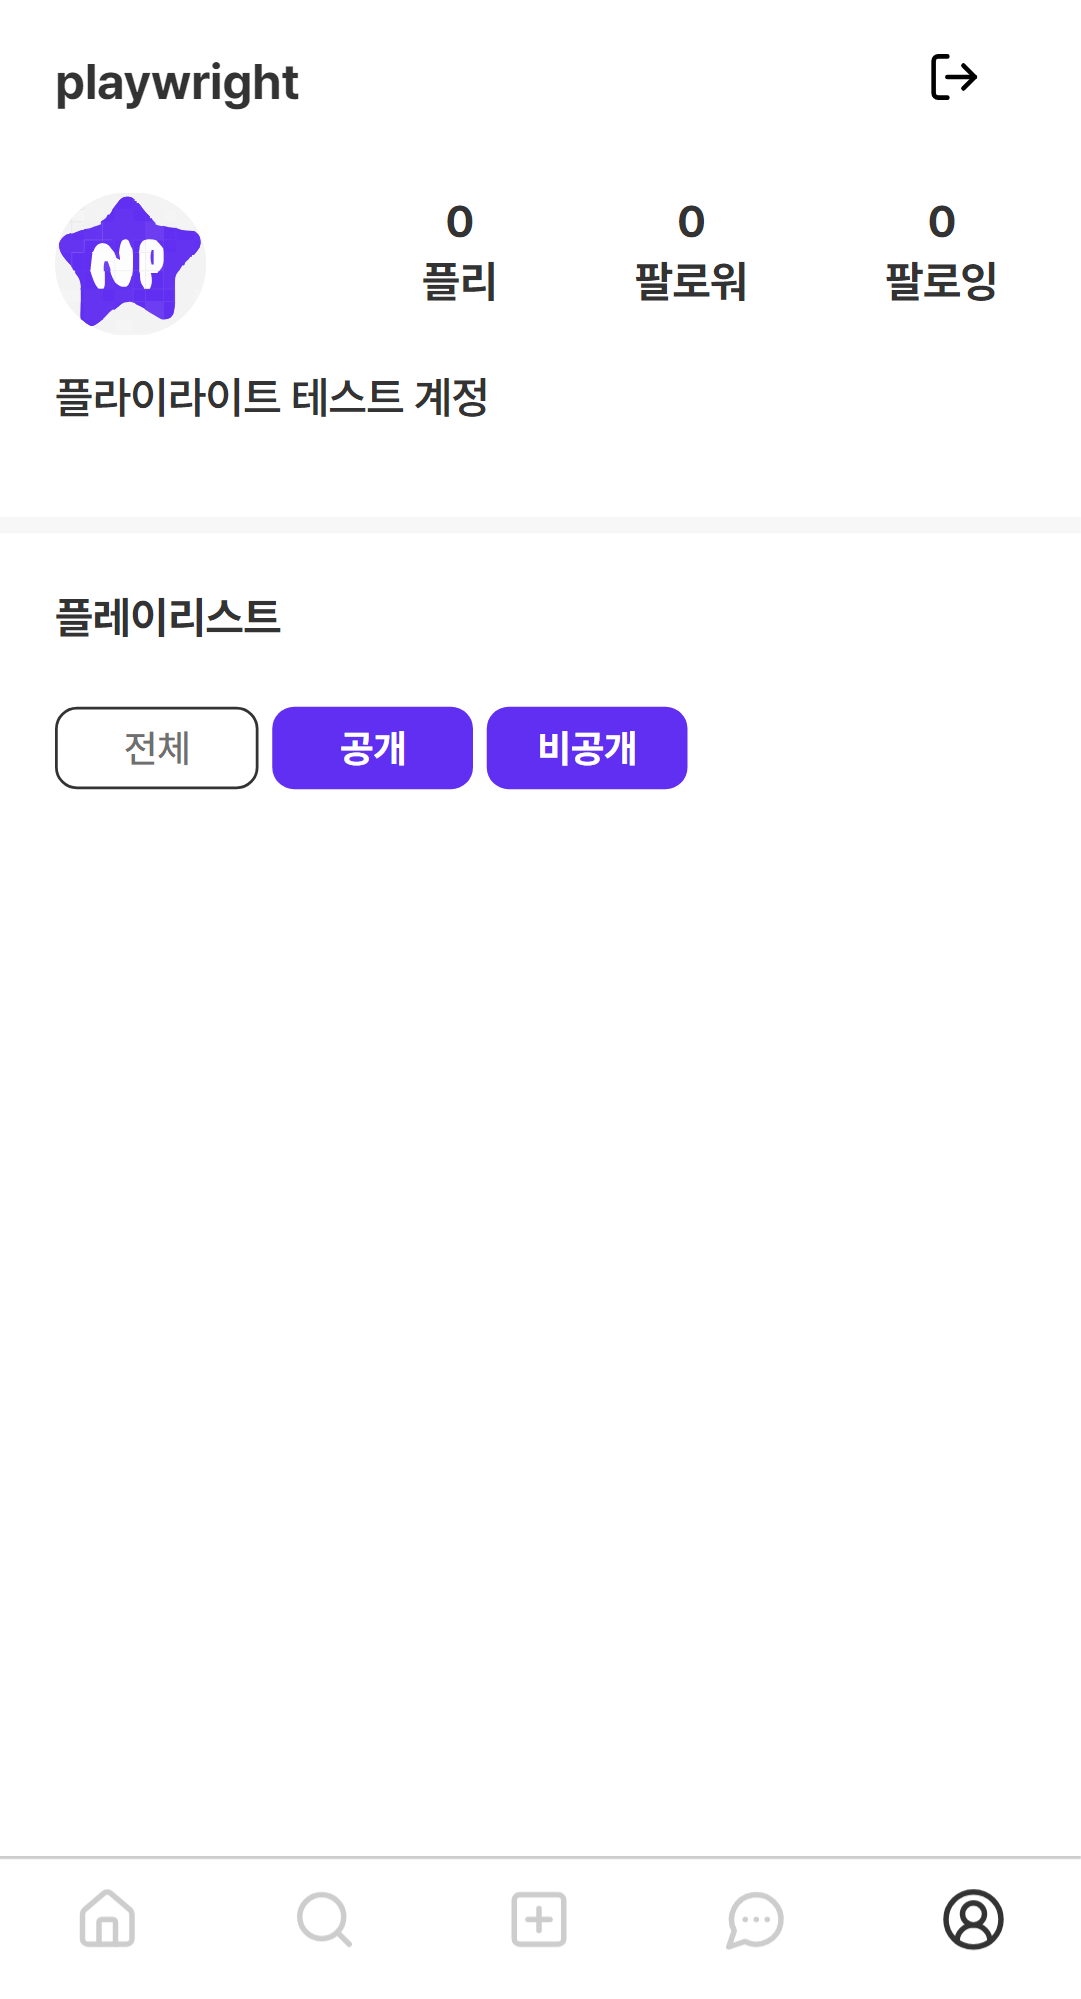 playwright
NP
0 0 0
플리 팔로워 팔로잉
플라이라이트 테스트 계정
플레이리스트
전체 공개 비공개